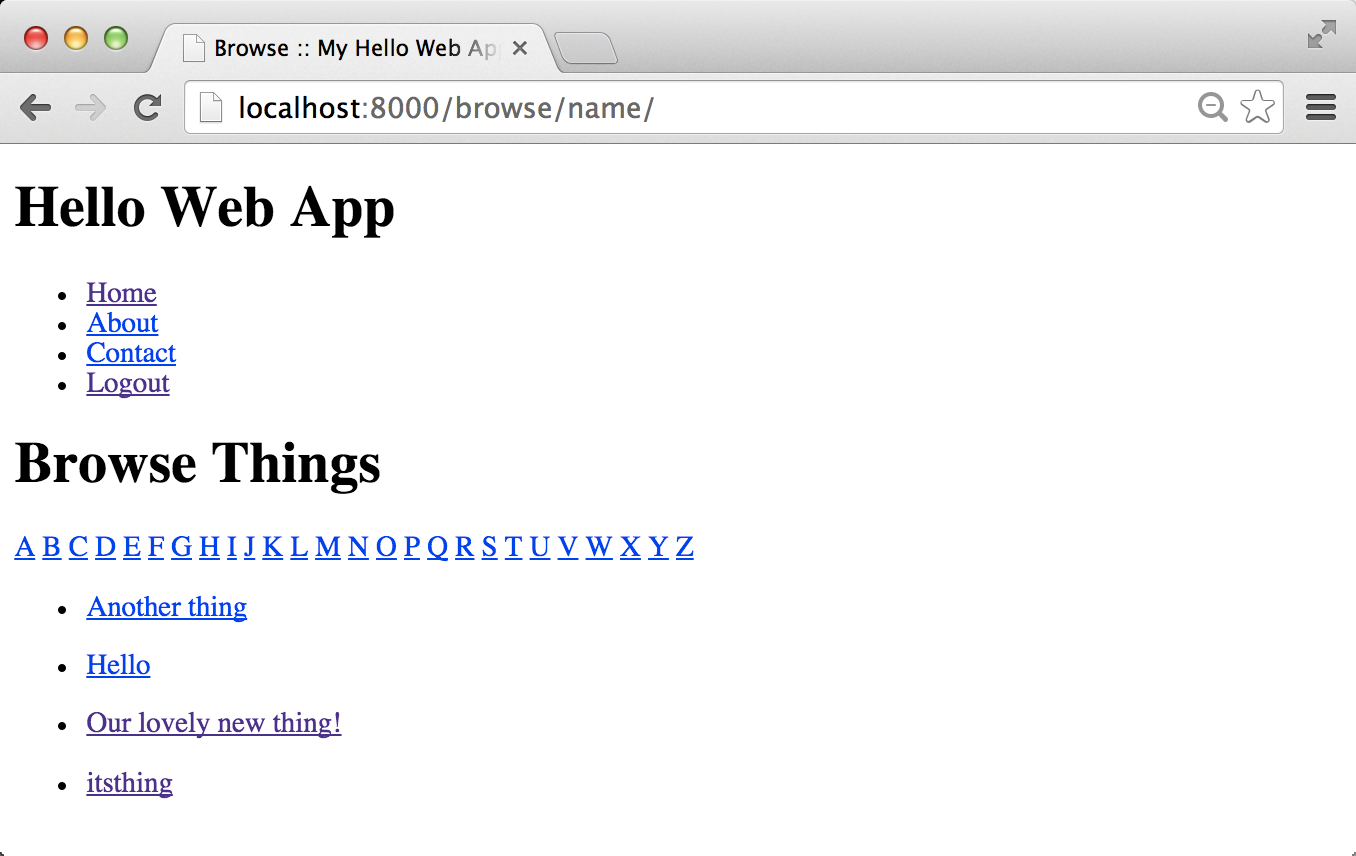 Browse :: My Hello Web Ap
localhost:8000/browse/name/
Hello Web App
Home
About
Contact
Logout
Browse Things
A B C D E F G H I J K L M N O P Q R S T U V W X Y Z
Another thing
Hello
Our lovely new thing!
itsthing